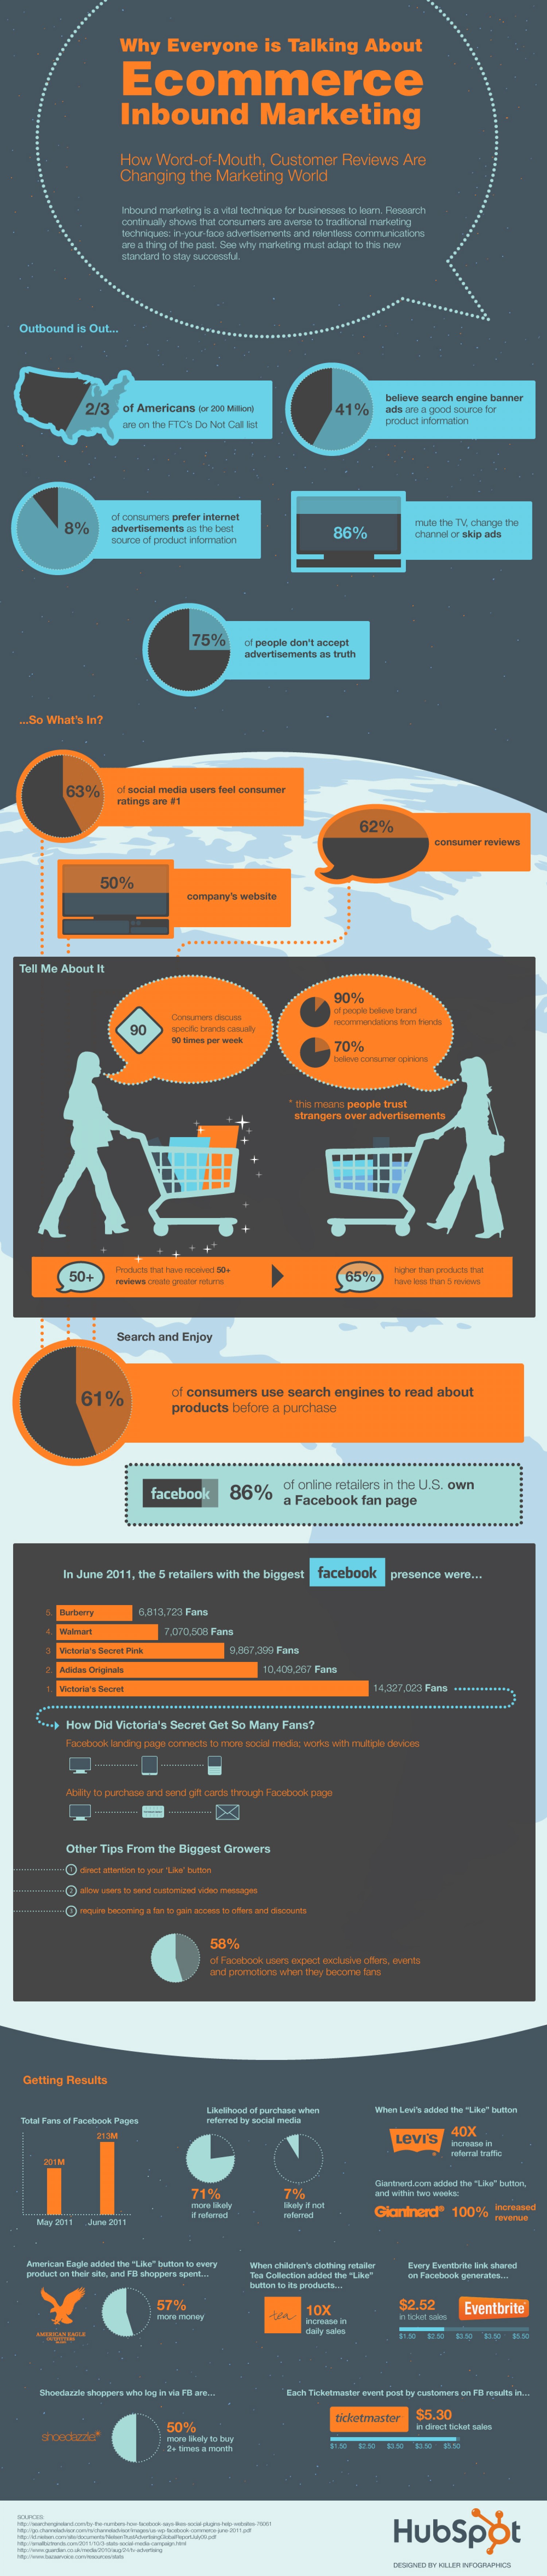 Why Everyone is Talking About
Ecommerce
Inbound Marketing
How Word-of-Mouth, Customer Reviews Are
Changing the Marketing World
Inbound marketing is a vital technique for businesses to learn. Research
continually shows that consumers are averse to traditional marketing
techniques: in-your-face advertisements and relentless communications
are a thing of the past. See why marketing must adapt to this new
standard to stay successful.
Outbound is Out...
2/3
of Americans (or 200 Million)
are on the FTC's Do Not Call list
41%
believe search engine banner
ads are a good source for
product information
8%
of consumers prefer internet
advertisements as the best
source of product information
86%
mute the TV, change the
channel or skip ads
75%
of people don't accept
advertisements as truth
...So What's In?
63%
of social media users feel consumer
ratings are #1
62%
consumer reviews
50%
company's website
Tell Me About It
90
Consumers discuss
specific brands casually
90 times per week
90%
of people believe brand
recommendations from friends
70%
believe consumer opinions
* this means people trust
strangers over advertisements
50+
Products that have received 50+
reviews create greater returns
65%
higher than products that
have less than 5 reviews
Search and Enjoy
61%
of consumers use search engines to read about
products before a purchase
facebook
86%
of online retailers in the U.S. own
a Facebook fan page
In June 2011, the 5 retailers with the biggest facebook presence were...
5. Burberry 6,813,723 Fans
4. Walmart 7,070,508 Fans
3. Victoria's Secret Pink 9,867,399 Fans
2. Adidas Originals 10,409,267 Fans
1. Victoria's Secret 14,327,023 Fans
How Did Victoria's Secret Get So Many Fans?
Facebook landing page connects to more social media; works with multiple devices
Ability to purchase and send gift cards through Facebook page
Other Tips From the Biggest Growers
1 direct attention to your 'Like' button
2 allow users to send customized video messages
3 require becoming a fan to gain access to offers and discounts
58%
of Facebook users expect exclusive offers, events
and promotions when they become fans
Getting Results
Total Fans of Facebook Pages
213M
201M
May 2011 June 2011
Likelihood of purchase when
referred by social media
71%
more likely
if referred
7%
likely if not
referred
When Levi's added the "Like" button
LEVI'S
40X
increase in
referral traffic
Giantnerd.com added the "Like" button,
and within two weeks:
Giantnerd
100%
increased
revenue
American Eagle added the "Like" button to every
product on their site, and FB shoppers spent...
AMERICAN EAGLE
OUTFITTERS
57%
more money
When children's clothing retailer
Tea Collection added the "Like"
button to its products...
tea
10X
increase in
daily sales
Every Eventbrite link shared
on Facebook generates...
$2.52
in ticket sales
Eventbrite
$1.50 $2.50 $3.50 $3.50 $5.50
Shoedazzle shoppers who log in via FB are...
shoedazzle
50%
more likely to buy
2+ times a month
Each Ticketmaster event post by customers on FB results in...
ticketmaster
$5.30
in direct ticket sales
$1.50 $2.50 $3.50 $3.50 $5.50
SOURCES:
http://www.bazaarvoice.com/resources/stats
HubSpot
DESIGNED BY KILLER INFOGRAPHICS